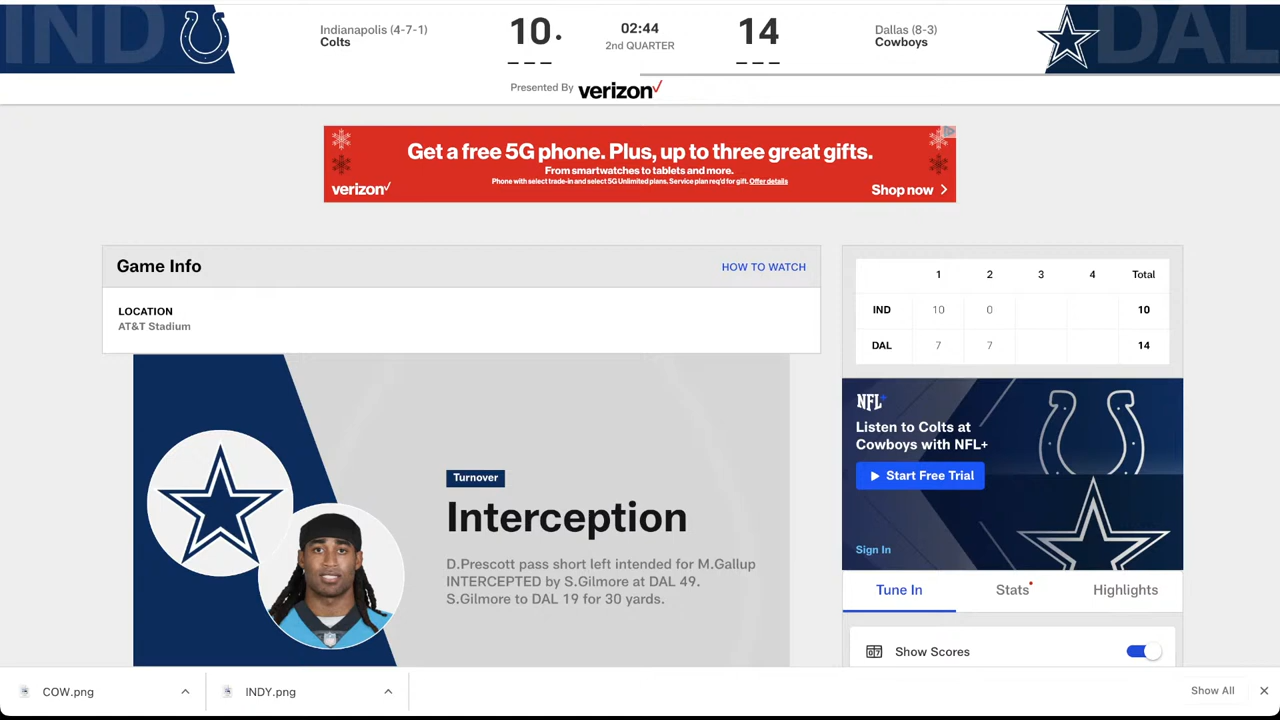 IND
Indianapolis (4-7-1)
Colts
10
02:44
2nd QUARTER
14
Dallas (8-3)
Cowboys
DAL
Presented By verizon
Get a free 5G phone. Plus, up to three great gifts.
From smartwatches to tablets and more.
Phone with select trade-in and select 5G Unlimited plans. Service plan req'd for gift. Offer details
verizon
Shop now
Game Info
HOW TO WATCH
LOCATION
AT&T Stadium
1 2 3 4 Total
IND 10 0 10
DAL 7 7 14
Turnover
Interception
D.Prescott pass short left intended for M.Gallup
INTERCEPTED by S.Gilmore at DAL 49.
S.Gilmore to DAL 19 for 30 yards.
NFL+
Listen to Colts at
Cowboys with NFL+
Start Free Trial
Sign In
Tune In
Stats
Highlights
Show Scores
COW.png
INDY.png
Show All